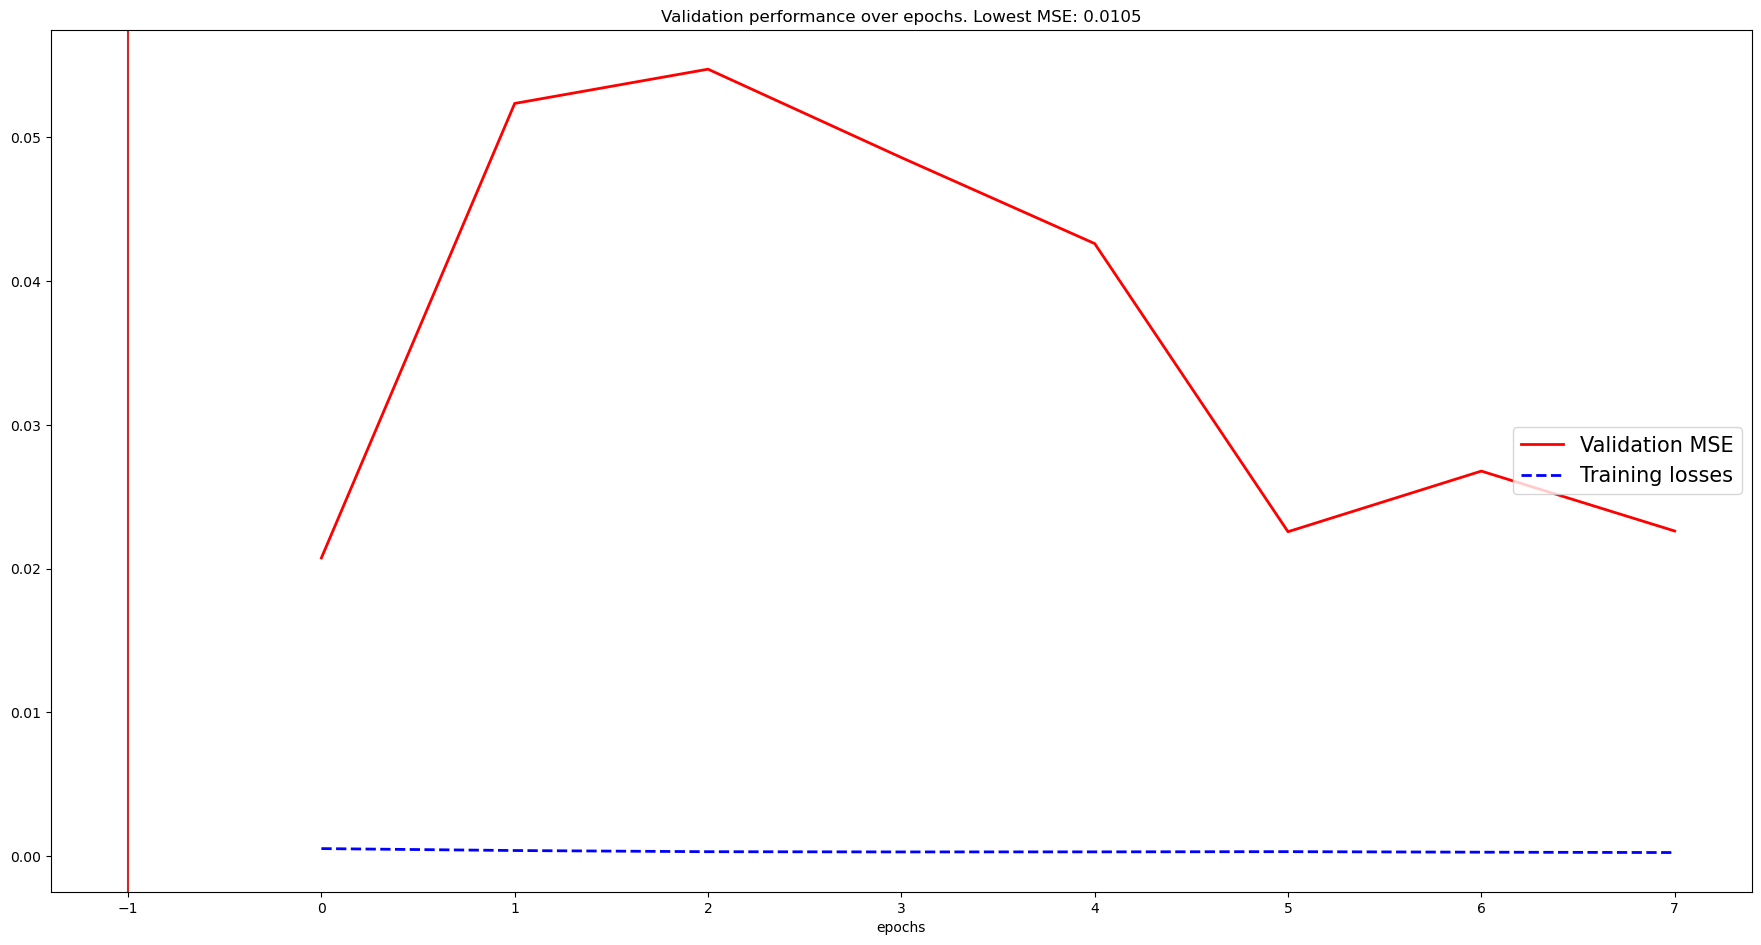 Validation performance over epochs. Lowest MSE: 0.0105
0.05
0.04
0.03
0.02
0.01
0.00
Validation MSE
Training losses
−1 0 1 2 3 4 5 6 7
epochs